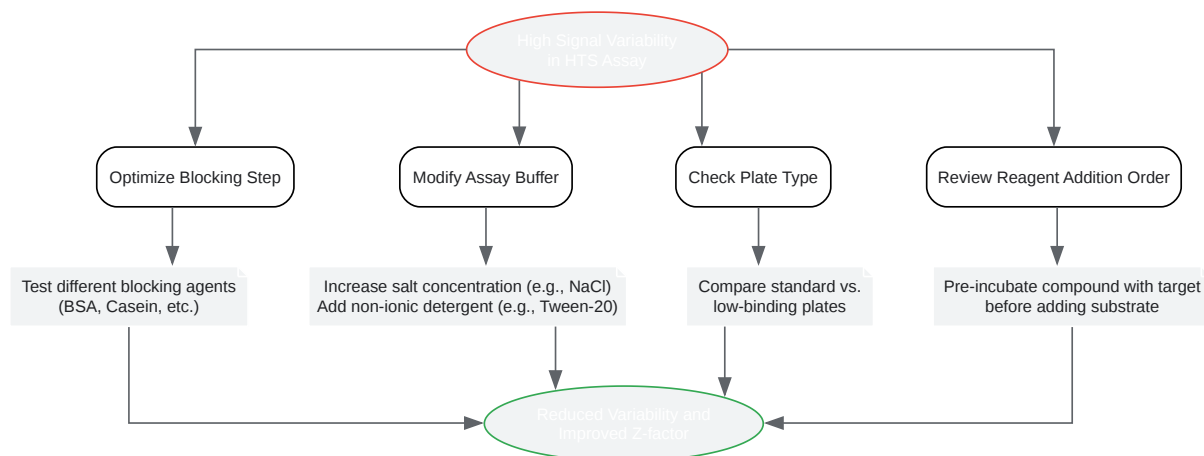 High Signal Variability
in HTS Assay
Optimize Blocking Step
Modify Assay Buffer
Check Plate Type
Review Reagent Addition Order
Test different blocking agents
(BSA, Casein, etc.)
Increase salt concentration (e.g., NaCl)
Add non-ionic detergent (e.g., Tween-20)
Compare standard vs.
low-binding plates
Pre-incubate compound with target
before adding substrate
Reduced Variability and
Improved Z-factor